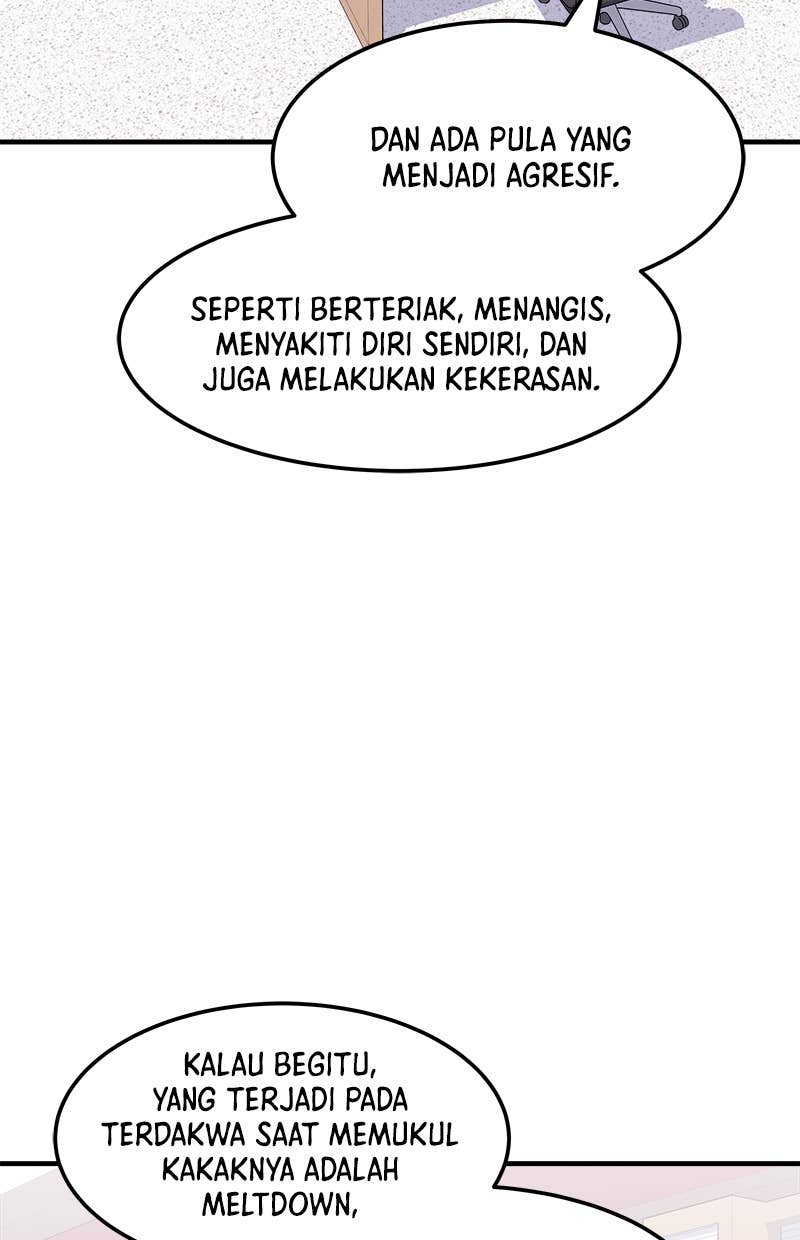 DAN ADA PULA YANG
MENJADI AGRESIF.
SEPERTI BERTERIAK, MENANGIS,
MENYAKITI DIRI SENDIRI, DAN
JUGA MELAKUKAN KEKERASAN.
KALAU BEGITU,
YANG TERJADI PADA
TERDAKWA SAAT MEMUKUL
KAKAKNYA ADALAH
MELTDOWN,